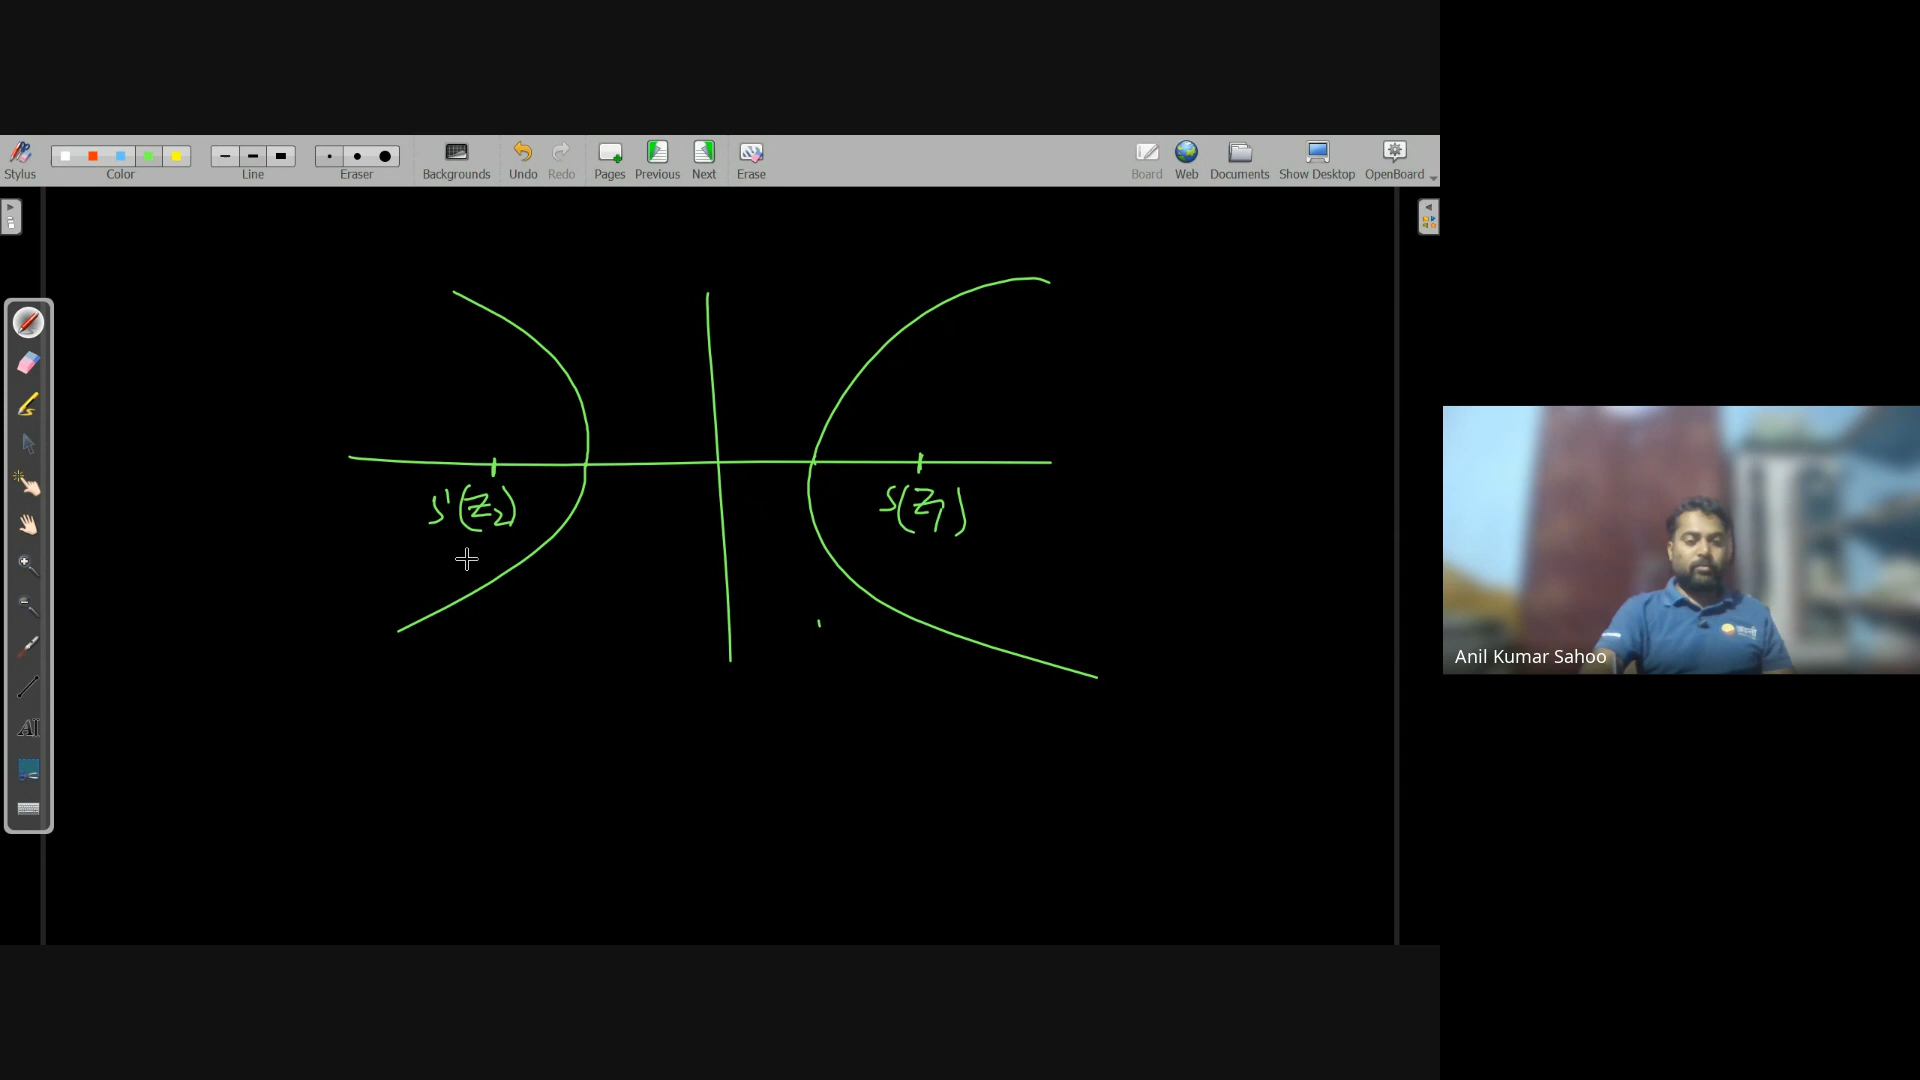 Stylus
Color
Line
Eraser
Backgrounds
Undo
Redo
Pages
Previous
Next
Erase
Board
Web
Documents
Show Desktop
OpenBoard
S'(Z₂)
S(Z₁)
AI
Anil Kumar Sahoo